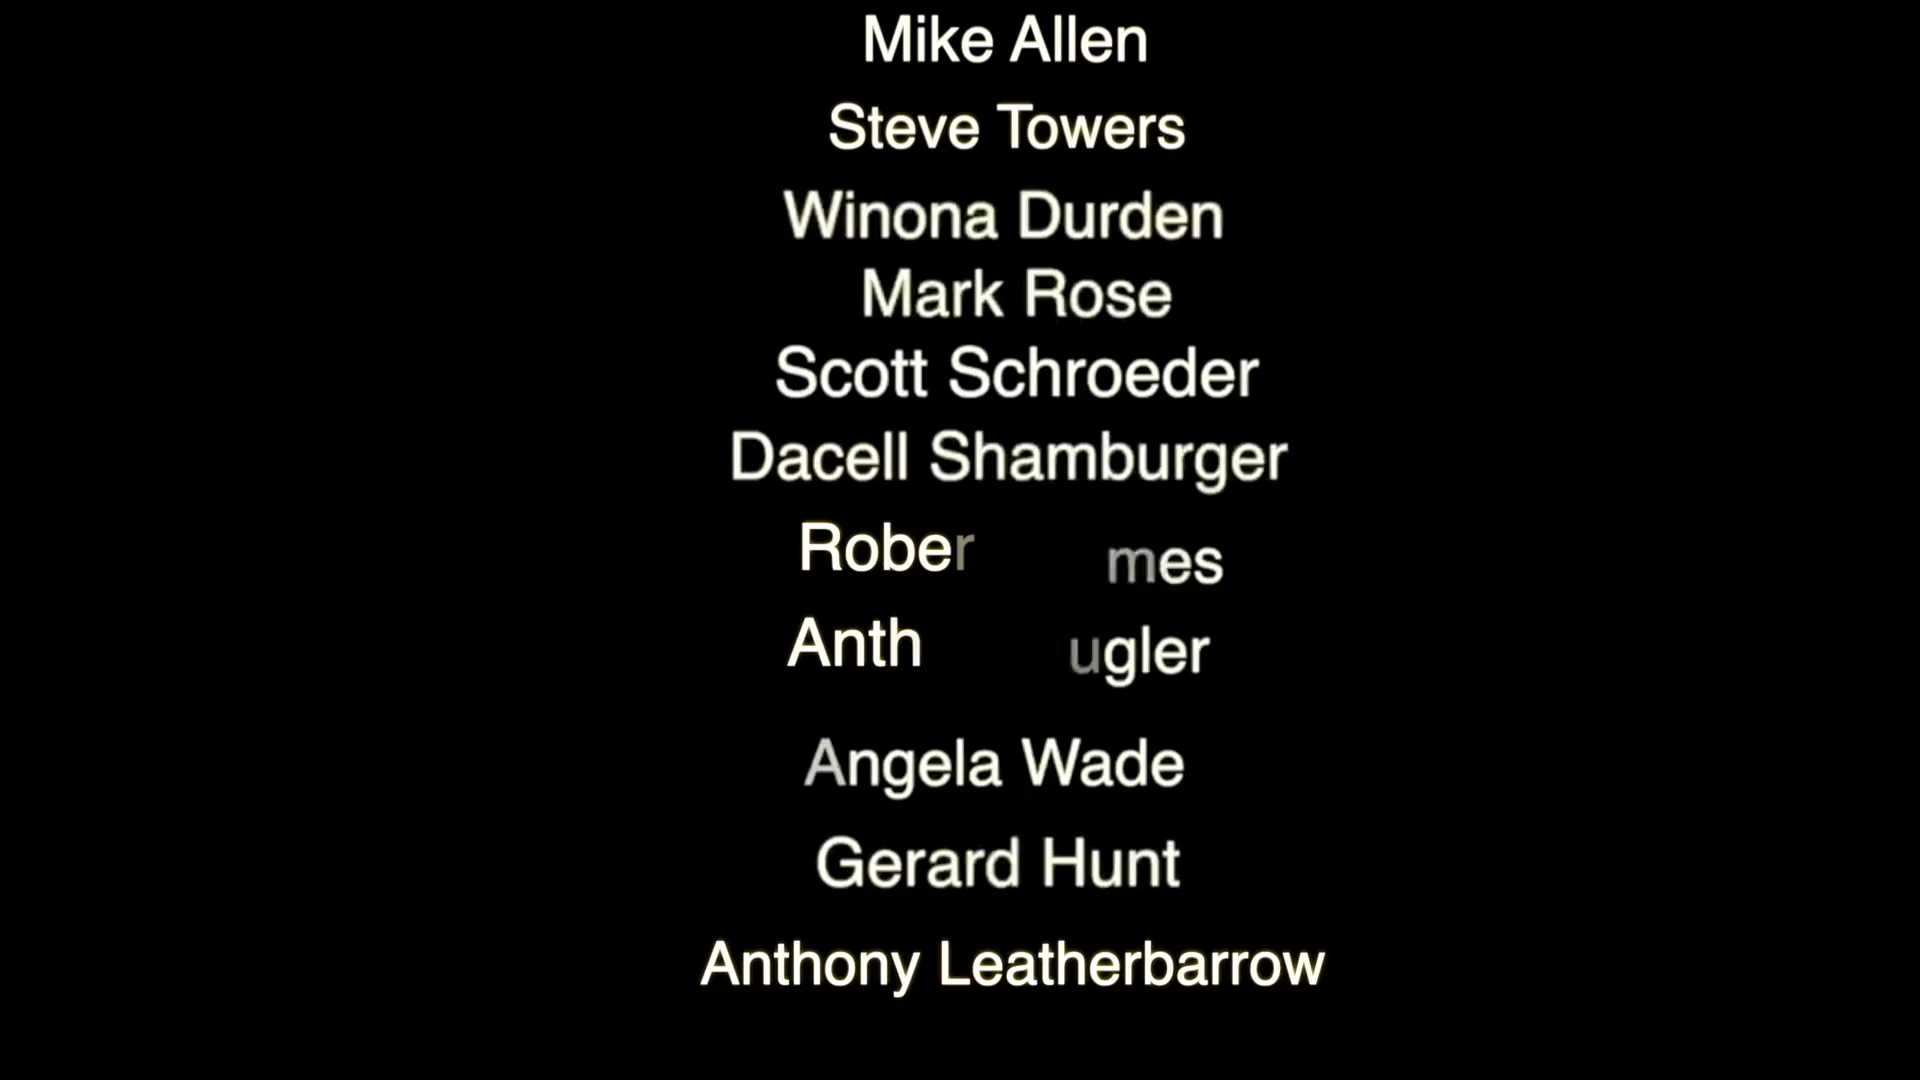 Mike Allen
Steve Towers
Winona Durden
Mark Rose
Scott Schroeder
Dacell Shamburger
Rober mes
Anth ugler
Angela Wade
Gerard Hunt
Anthony Leatherbarrow